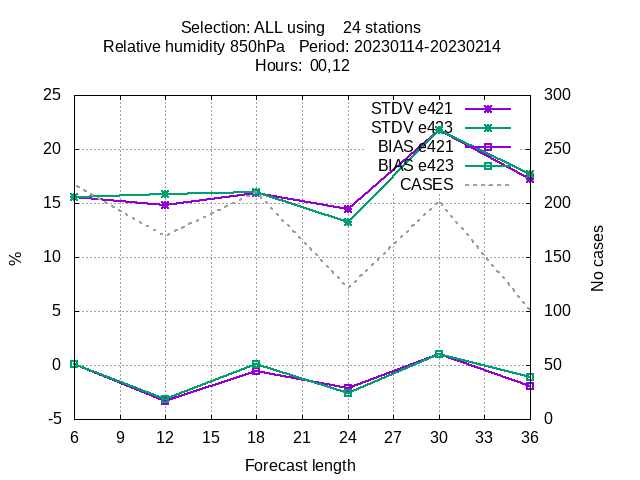 Selection: ALL using    24 stations
Relative humidity 850hPa   Period: 20230114-20230214
Hours:  00,12
STDV e421
STDV e423
BIAS e421
BIAS e423
CASES
25
20
15
10
5
0
-5
%
300
250
200
150
100
50
0
No cases
6 9 12 15 18 21 24 27 30 33 36
Forecast length